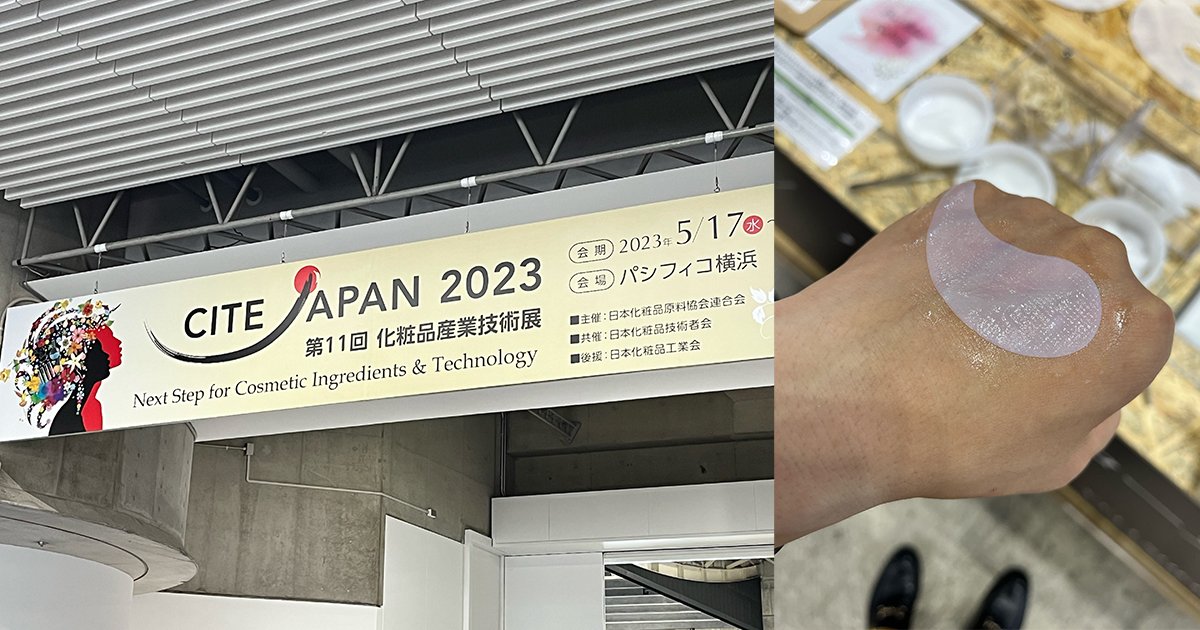 CITE JAPAN 2023
第11回 化粧品産業技術展
Next Step for Cosmetic Ingredients & Technology
会期 2023年 5/17水~
会場 パシフィコ横浜
■主催:日本化粧品原料協会連合会
■共催:日本化粧品技術者会
■後援:日本化粧品工業会